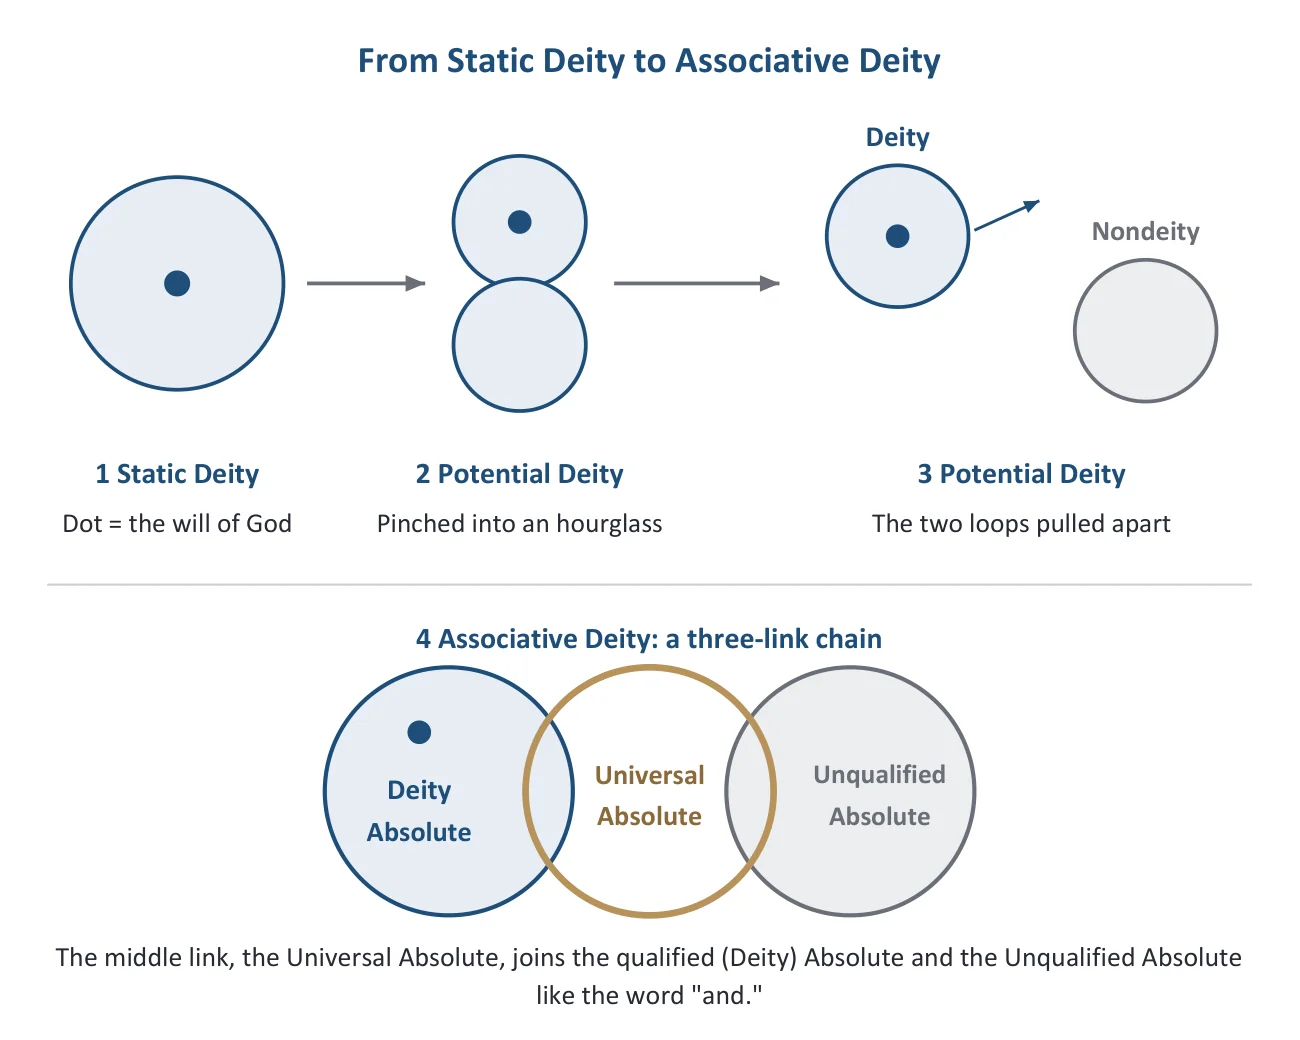 From Static Deity to Associative Deity
Deity
Nondeity
1 Static Deity
Dot = the will of God
2 Potential Deity
Pinched into an hourglass
3 Potential Deity
The two loops pulled apart
4 Associative Deity: a three-link chain
Deity
Absolute
Universal
Absolute
Unqualified
Absolute
The middle link, the Universal Absolute, joins the qualified (Deity) Absolute and the Unqualified Absolute
like the word "and."